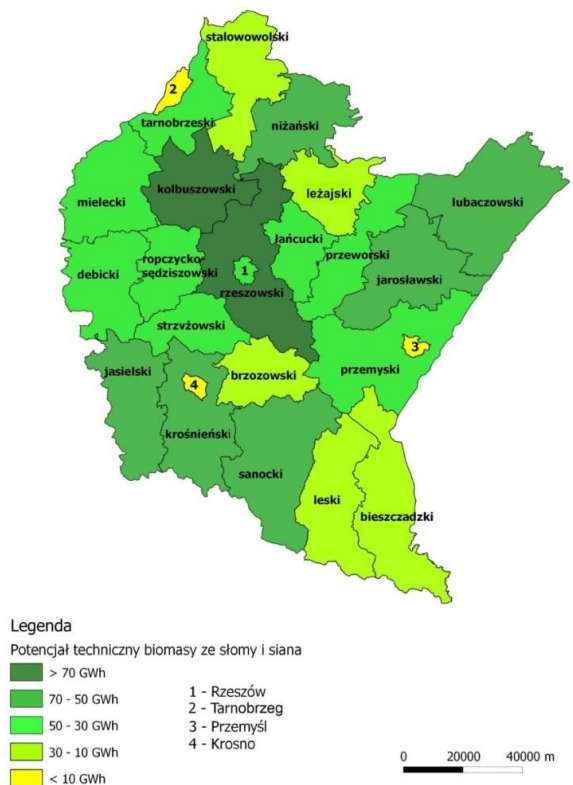 stalowowolski
2
tarnobrzeski
niżański
kolbuszowski
leżajski
mielecki
lubaczowski
łańcucki
ropczycko-
sędziszowski
1
przeworski
debicki
jarosławski
rzeszowski
strzyżowski
3
jasielski
brzozowski
przemyski
4
krośnieński
sanocki
leski
bieszczadzki
Legenda
Potencjał techniczny biomasy ze słomy i siana
> 70 GWh
70 - 50 GWh
50 - 30 GWh
30 - 10 GWh
< 10 GWh
1 - Rzeszów
2 - Tarnobrzeg
3 - Przemyśl
4 - Krosno
0 20000 40000 m